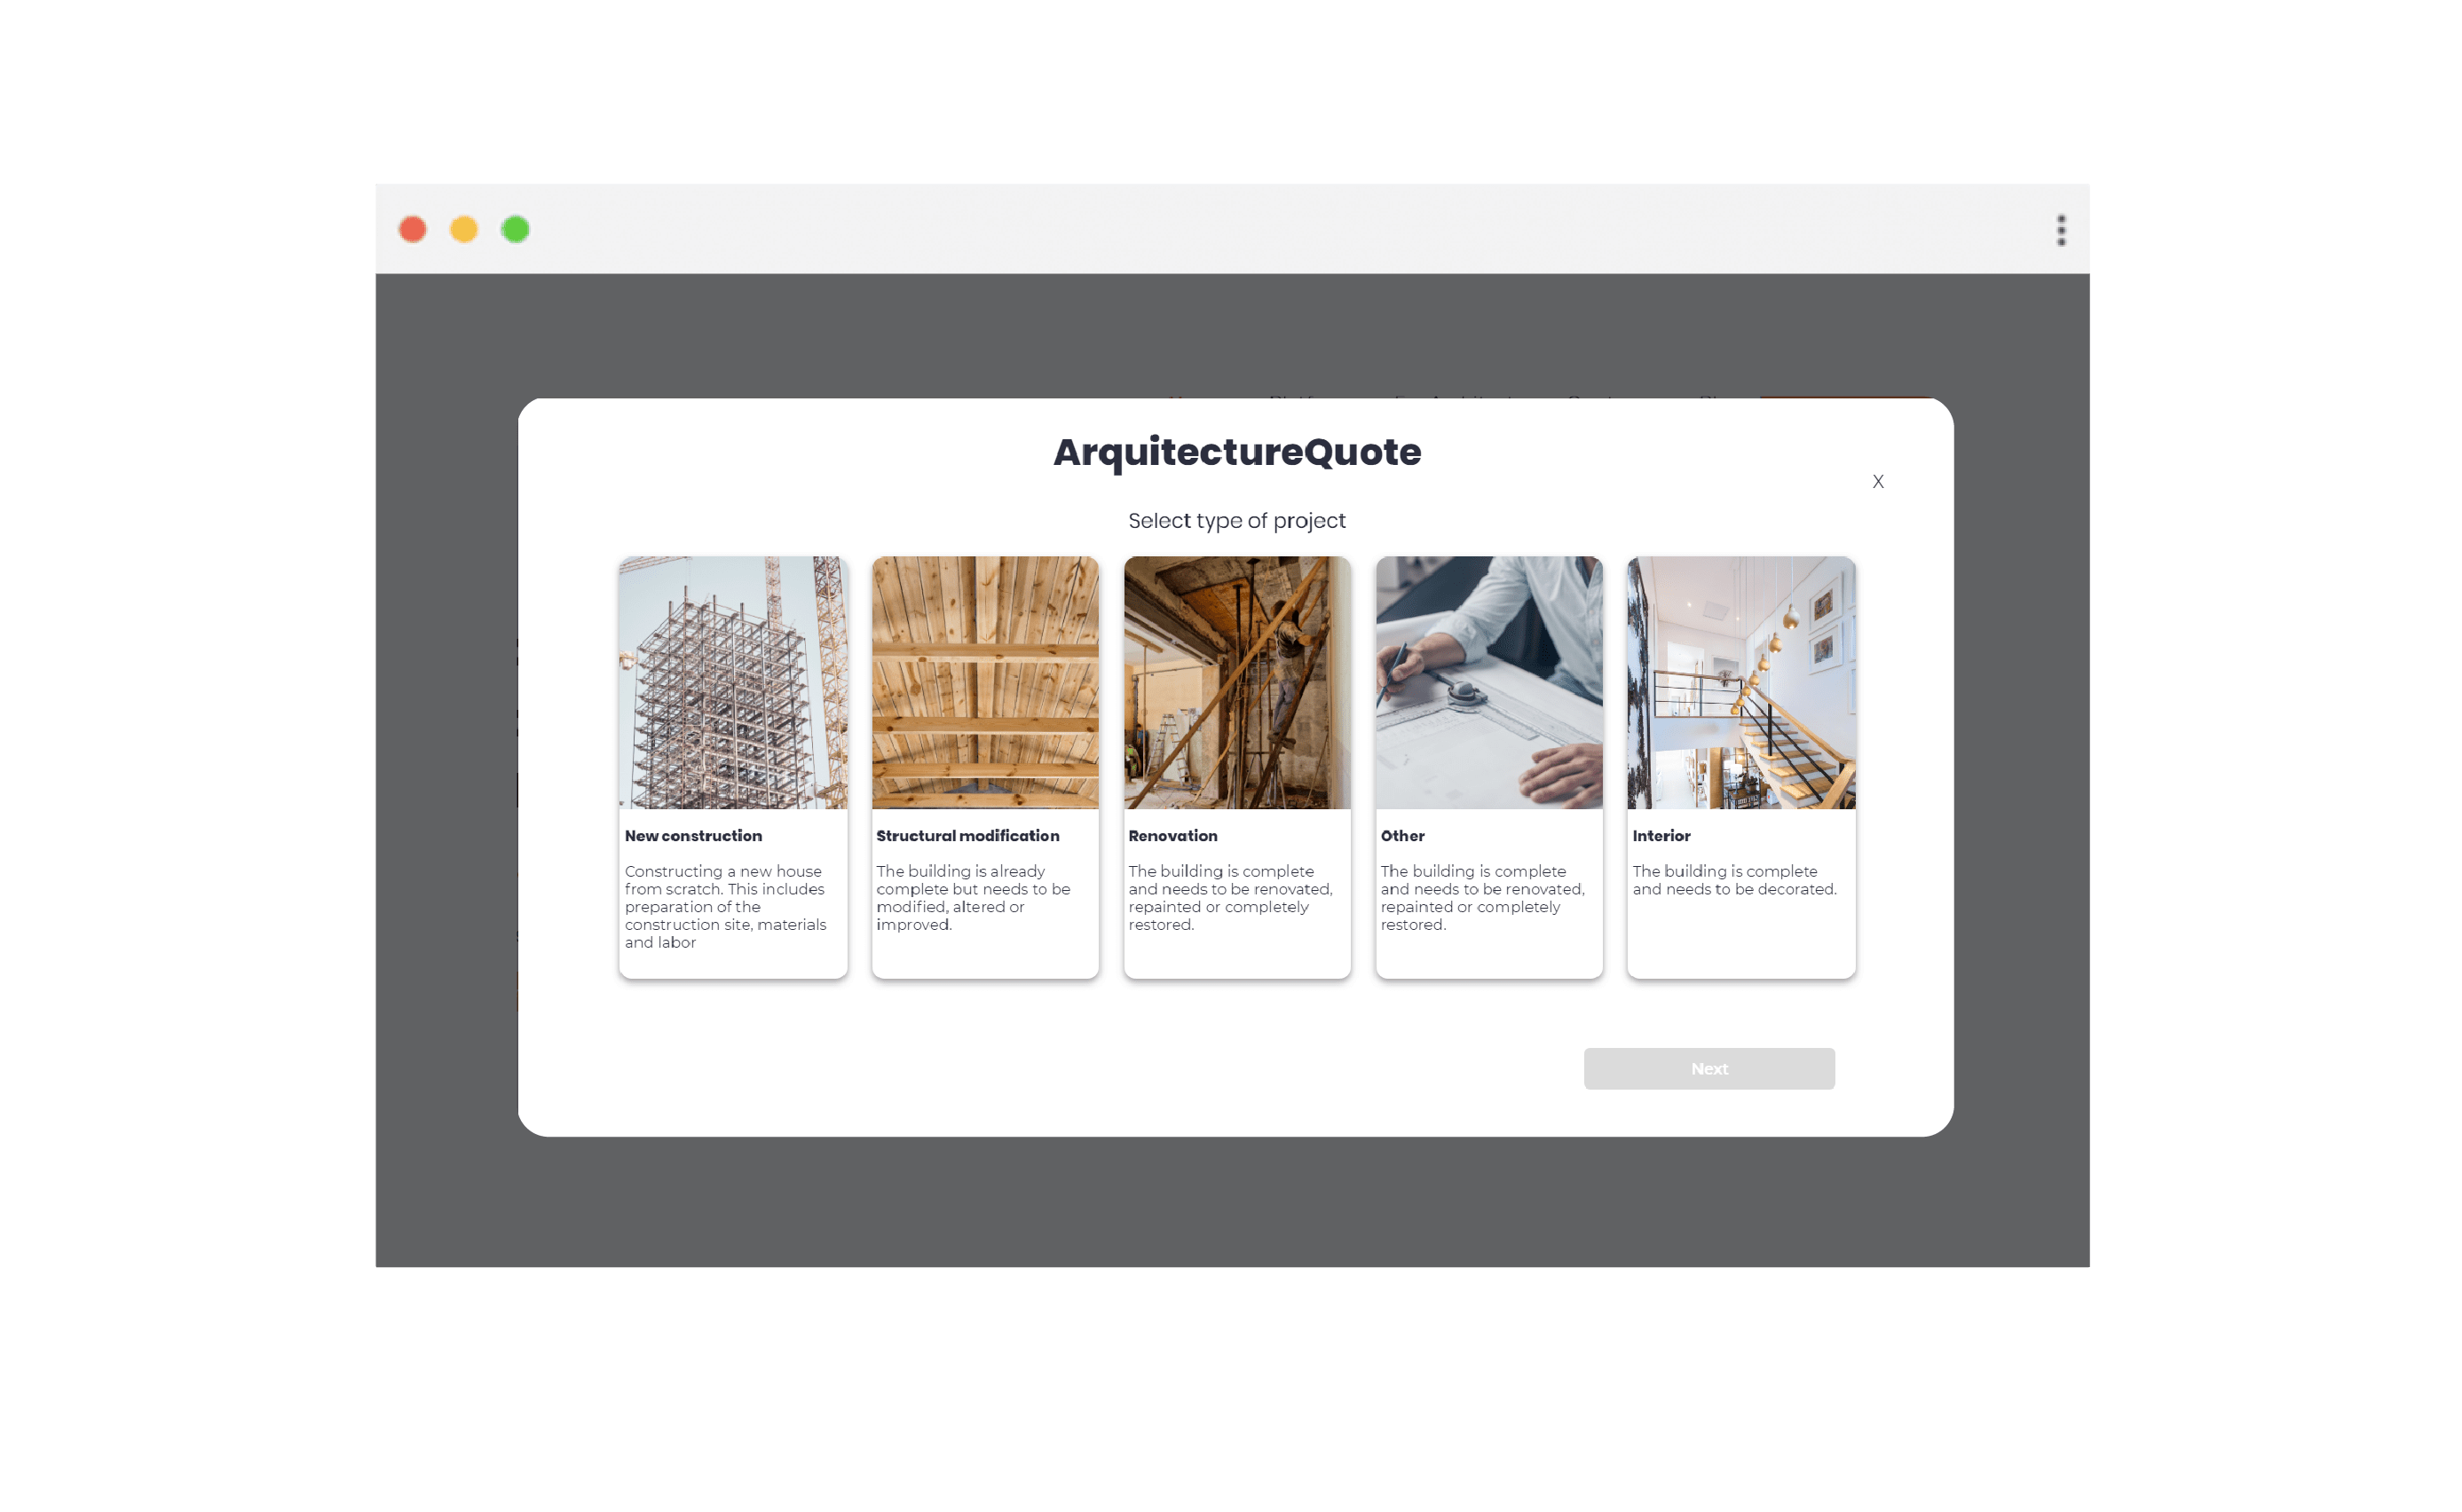 ArquitectureQuote
X
Select type of project
New construction
Constructing a new house
from scratch. This includes
preparation of the
construction site, materials
and labor
Structural modification
The building is already
complete but needs to be
modified, altered or
improved.
Renovation
The building is complete
and needs to be renovated,
repainted or completely
restored.
Other
The building is complete
and needs to be renovated,
repainted or completely
restored.
Interior
The building is complete
and needs to be decorated.
Next